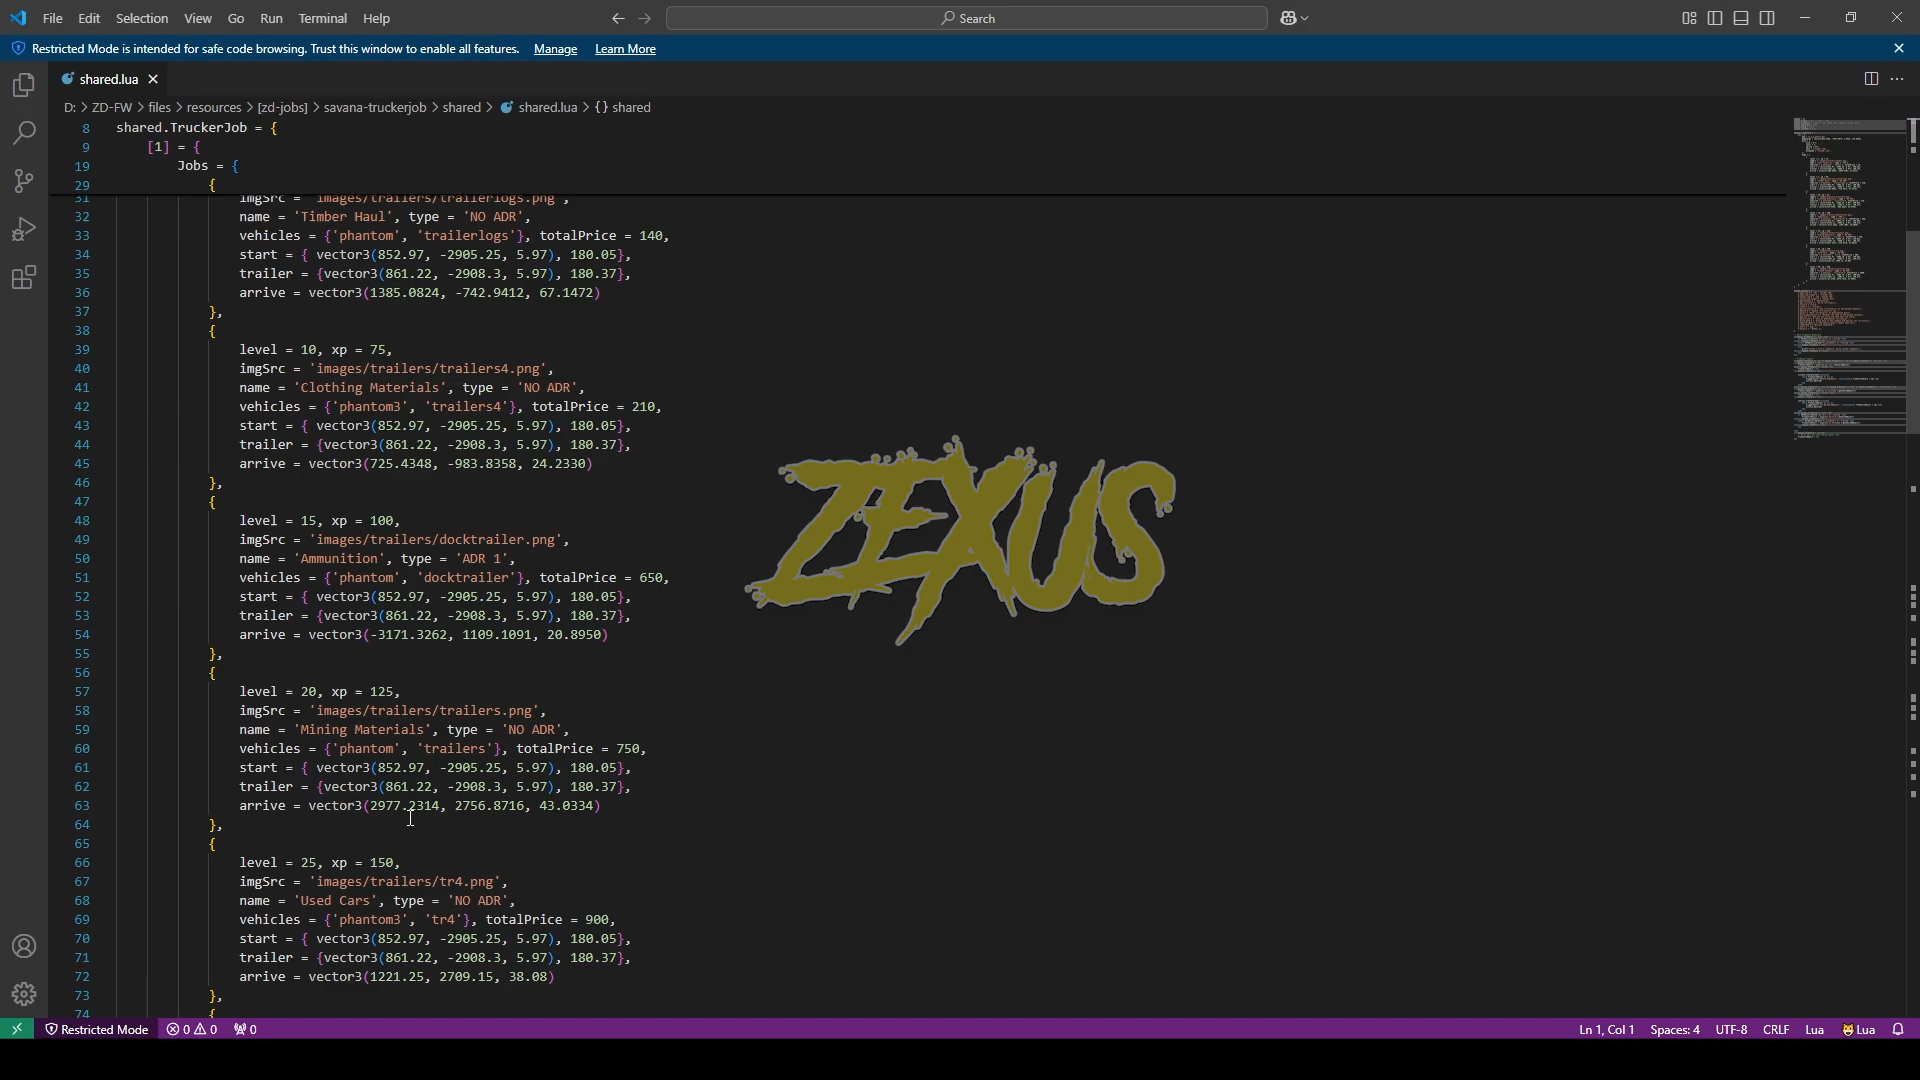 File Edit Selection View Go Run Terminal Help
Search
Restricted Mode is intended for safe code browsing. Trust this window to enable all features. Manage Learn More
shared.lua
D: > ZD-FW > files > resources > [zd-jobs] > savana-truckerjob > shared > shared.lua > {} shared
8 shared.TruckerJob = {
9 [1] = {
19 Jobs = {
29 {
31 imgSrc = 'images/trailers/trailerlogs.png',
32 name = 'Timber Haul', type = 'NO ADR',
33 vehicles = {'phantom', 'trailerlogs'}, totalPrice = 140,
34 start = { vector3(852.97, -2905.25, 5.97), 180.05},
35 trailer = {vector3(861.22, -2908.3, 5.97), 180.37},
36 arrive = vector3(1385.0824, -742.9412, 67.1472)
37 },
38 {
39 level = 10, xp = 75,
40 imgSrc = 'images/trailers/trailers4.png',
41 name = 'Clothing Materials', type = 'NO ADR',
42 vehicles = {'phantom3', 'trailers4'}, totalPrice = 210,
43 start = { vector3(852.97, -2905.25, 5.97), 180.05},
44 trailer = {vector3(861.22, -2908.3, 5.97), 180.37},
45 arrive = vector3(725.4348, -983.8358, 24.2330)
46 },
47 {
48 level = 15, xp = 100,
49 imgSrc = 'images/trailers/docktrailer.png',
50 name = 'Ammunition', type = 'ADR 1',
51 vehicles = {'phantom', 'docktrailer'}, totalPrice = 650,
52 start = { vector3(852.97, -2905.25, 5.97), 180.05},
53 trailer = {vector3(861.22, -2908.3, 5.97), 180.37},
54 arrive = vector3(-3171.3262, 1109.1091, 20.8950)
55 },
56 {
57 level = 20, xp = 125,
58 imgSrc = 'images/trailers/trailers.png',
59 name = 'Mining Materials', type = 'NO ADR',
60 vehicles = {'phantom', 'trailers'}, totalPrice = 750,
61 start = { vector3(852.97, -2905.25, 5.97), 180.05},
62 trailer = {vector3(861.22, -2908.3, 5.97), 180.37},
63 arrive = vector3(2977.2314, 2756.8716, 43.0334)
64 },
65 {
66 level = 25, xp = 150,
67 imgSrc = 'images/trailers/tr4.png',
68 name = 'Used Cars', type = 'NO ADR',
69 vehicles = {'phantom3', 'tr4'}, totalPrice = 900,
70 start = { vector3(852.97, -2905.25, 5.97), 180.05},
71 trailer = {vector3(861.22, -2908.3, 5.97), 180.37},
72 arrive = vector3(1221.25, 2709.15, 38.08)
73 },
74 {
ZEXUS
Restricted Mode 0 0 0 Ln 1, Col 1 Spaces: 4 UTF-8 CRLF Lua Lua